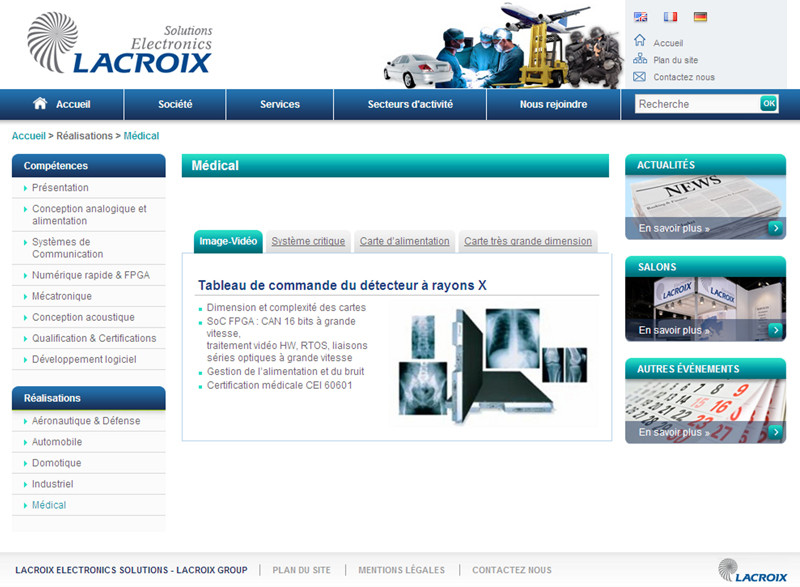 Solutions
Electronics
LACROIX
Accueil
Plan du site
Contactez nous
Accueil
Société
Services
Secteurs d'activité
Nous rejoindre
Recherche
OK
Accueil > Réalisations > Médical
Compétences
Présentation
Conception analogique et
alimentation
Systèmes de
Communication
Numérique rapide & FPGA
Mécatronique
Conception acoustique
Qualification & Certifications
Développement logiciel
Réalisations
Aéronautique & Défense
Automobile
Domotique
Industriel
Médical
Médical
Image-Vidéo
Système critique
Carte d'alimentation
Carte très grande dimension
Tableau de commande du détecteur à rayons X
Dimension et complexité des cartes
SoC FPGA : CAN 16 bits à grande
vitesse,
traitement vidéo HW, RTOS, liaisons
séries optiques à grande vitesse
Gestion de l'alimentation et du bruit
Certification médicale CEI 60601
ACTUALITÉS
NEWS
En savoir plus »
SALONS
LACROIX
LACROIX
En savoir plus »
AUTRES ÉVÉNEMENTS
En savoir plus »
LACROIX ELECTRONICS SOLUTIONS - LACROIX GROUP
PLAN DU SITE
MENTIONS LÉGALES
CONTACTEZ NOUS
LACROIX